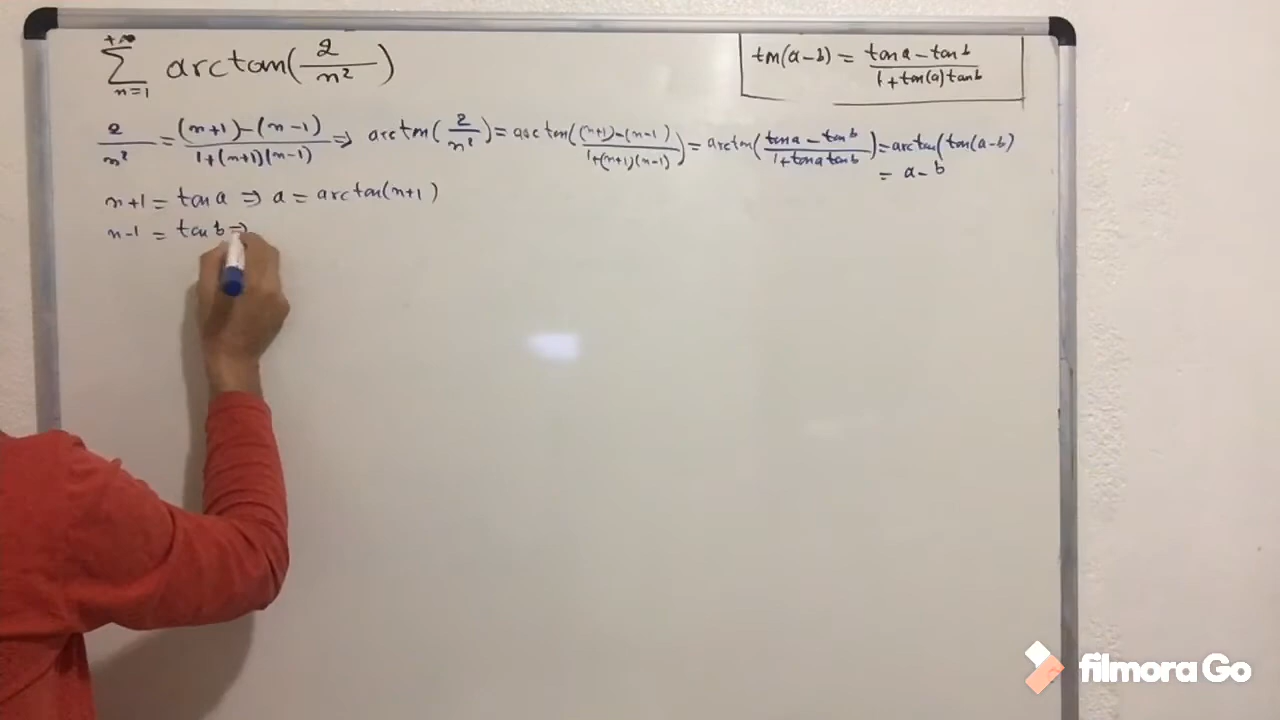 +∞
∑ arctan(2/n²)
n=1
tan(a-b) = (tan a - tan b)/(1+tan(a)tan b)
2/n² = ((n+1)-(n-1))/(1+(n+1)(n-1)) ⇒ arctan(2/n²) = arctan(((n+1)-(n-1))/(1+(n+1)(n-1))) = arctan((tan a - tan b)/(1+tan a tan b)) = arctan(tan(a-b)
= a-b
n+1 = tan a ⇒ a = arctan(n+1)
n-1 = tan b ⇒
filmora Go